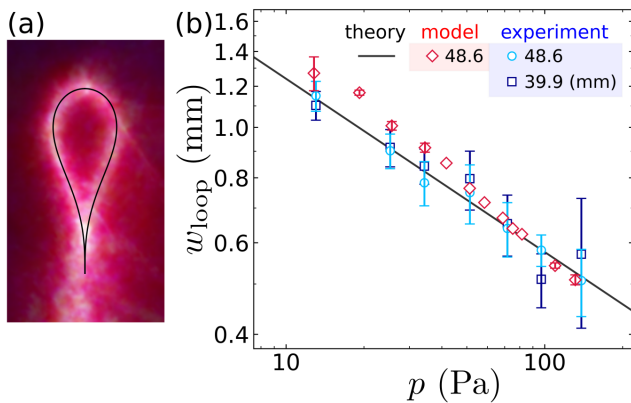 (a)
(b)
theory model experiment
48.6 48.6
39.9 (mm)
1.6
1.4
1.2
1.0
0.8
0.6
0.4
w_loop (mm)
10 100
p (Pa)